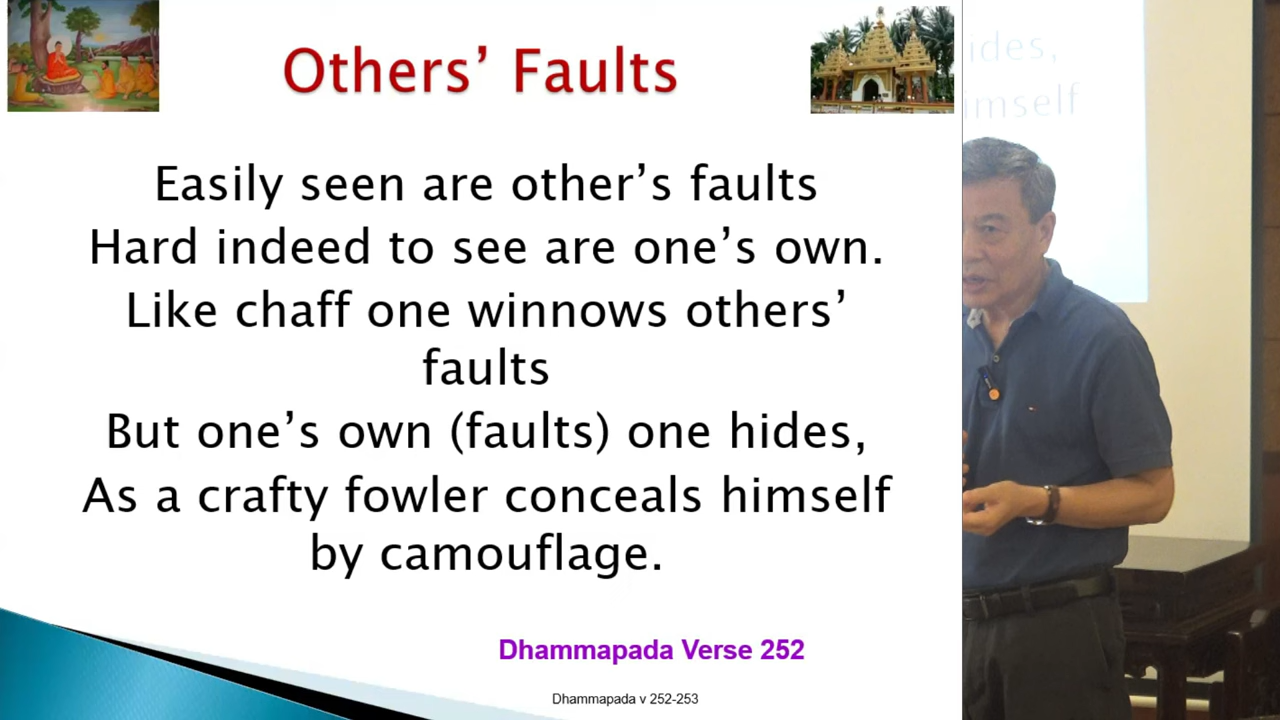 Others’ Faults
Easily seen are other’s faults
Hard indeed to see are one’s own.
Like chaff one winnows others’
faults
But one’s own (faults) one hides,
As a crafty fowler conceals himself
by camouflage.
Dhammapada Verse 252
Dhammapada v 252-253
ides,
imself